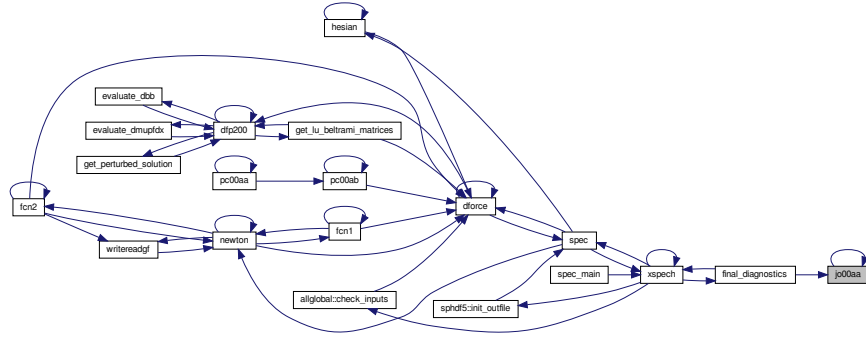 hesian
evaluate_dbb
evaluate_dmupfdx
dfp200
get_lu_beltrami_matrices
get_perturbed_solution
pc00aa
pc00ab
fcn2
dforce
fcn1
newton
spec
writereadgf
spec_main
xspech
final_diagnostics
jo00aa
allglobal::check_inputs
sphdf5::init_outfile